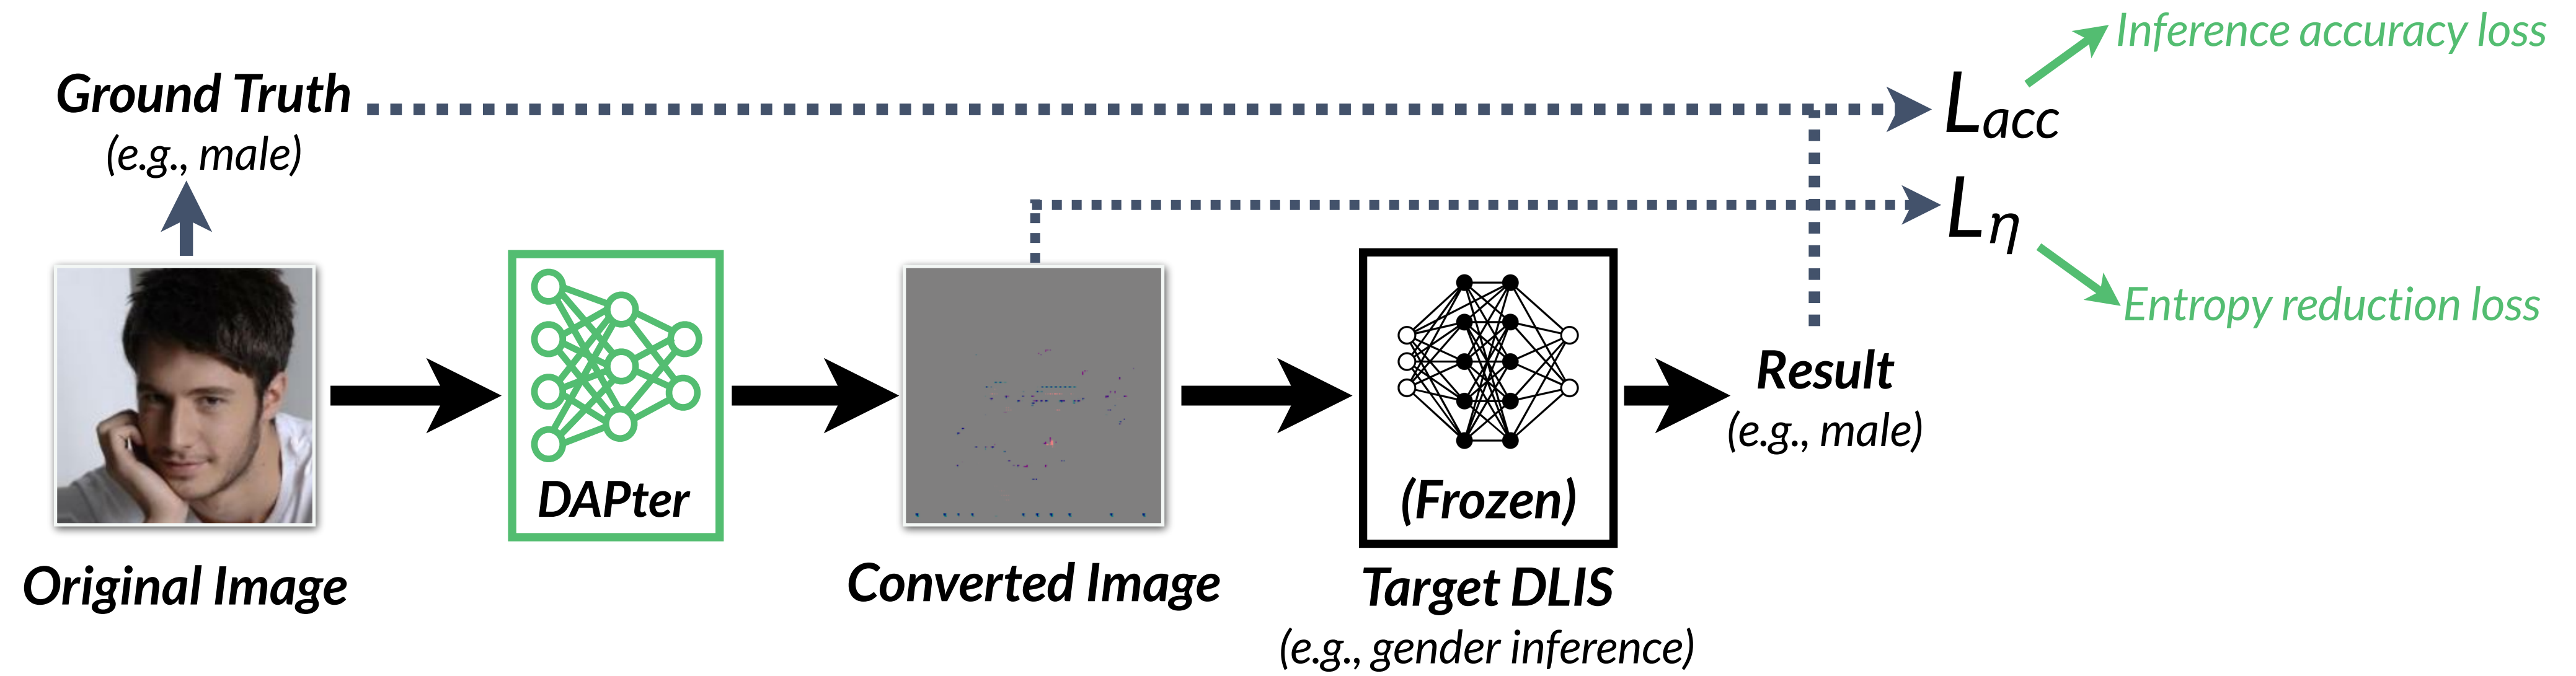 Inference accuracy loss
Ground Truth
(e.g., male)
Lacc
Lη
Entropy reduction loss
DAPter
(Frozen)
Result
(e.g., male)
Original Image
Converted Image
Target DLIS
(e.g., gender inference)